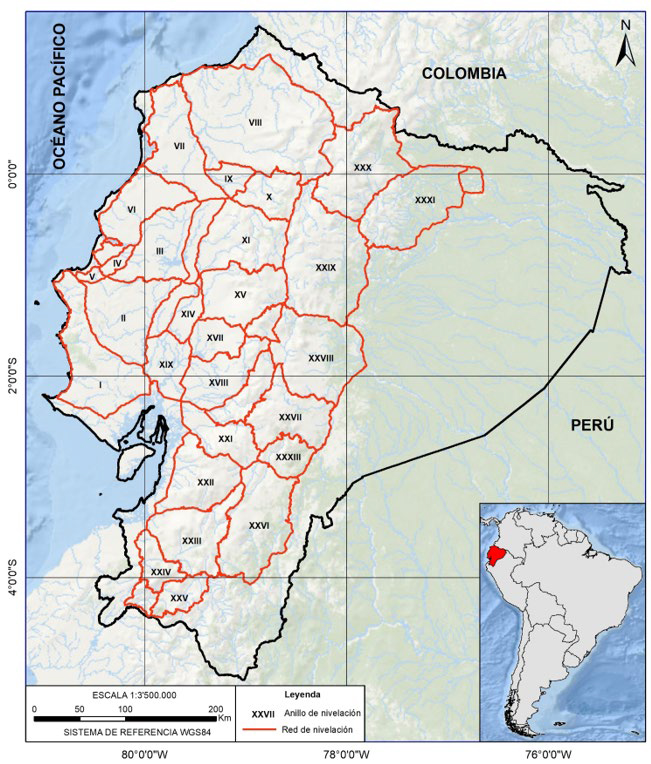 N
OCÉANO PACÍFICO
COLOMBIA
VIII
VII
XXX
0°0'0"
IX
X
XXXI
VI
XI
III
IV
XXIX
V
XV
XIV
II
XVII
XXVIII
XIX
XVIII
2°0'0"S
I
XXVII
PERÚ
XXI
XXXIII
XXII
XXVI
XXIII
XXIV
4°0'0"S
XXV
ESCALA 1:3'500.000
0 50 100 200
Km
SISTEMA DE REFERENCIA WGS84
Leyenda
XXVII Anillo de nivelación
Red de nivelación
80°0'0"W 78°0'0"W 76°0'0"W